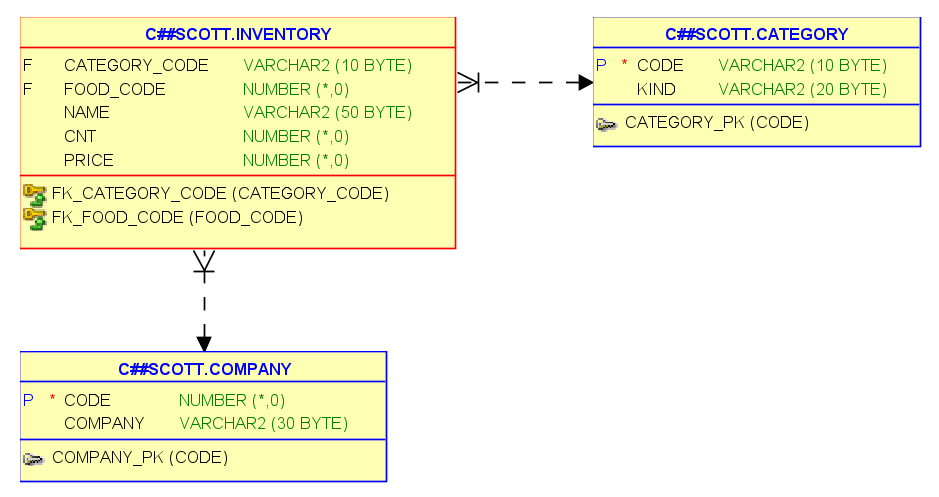 C##SCOTT.INVENTORY
F CATEGORY_CODE VARCHAR2 (10 BYTE)
F FOOD_CODE NUMBER (*,0)
NAME VARCHAR2 (50 BYTE)
CNT NUMBER (*,0)
PRICE NUMBER (*,0)
FK_CATEGORY_CODE (CATEGORY_CODE)
FK_FOOD_CODE (FOOD_CODE)
C##SCOTT.CATEGORY
P * CODE VARCHAR2 (10 BYTE)
KIND VARCHAR2 (20 BYTE)
CATEGORY_PK (CODE)
C##SCOTT.COMPANY
P * CODE NUMBER (*,0)
COMPANY VARCHAR2 (30 BYTE)
COMPANY_PK (CODE)